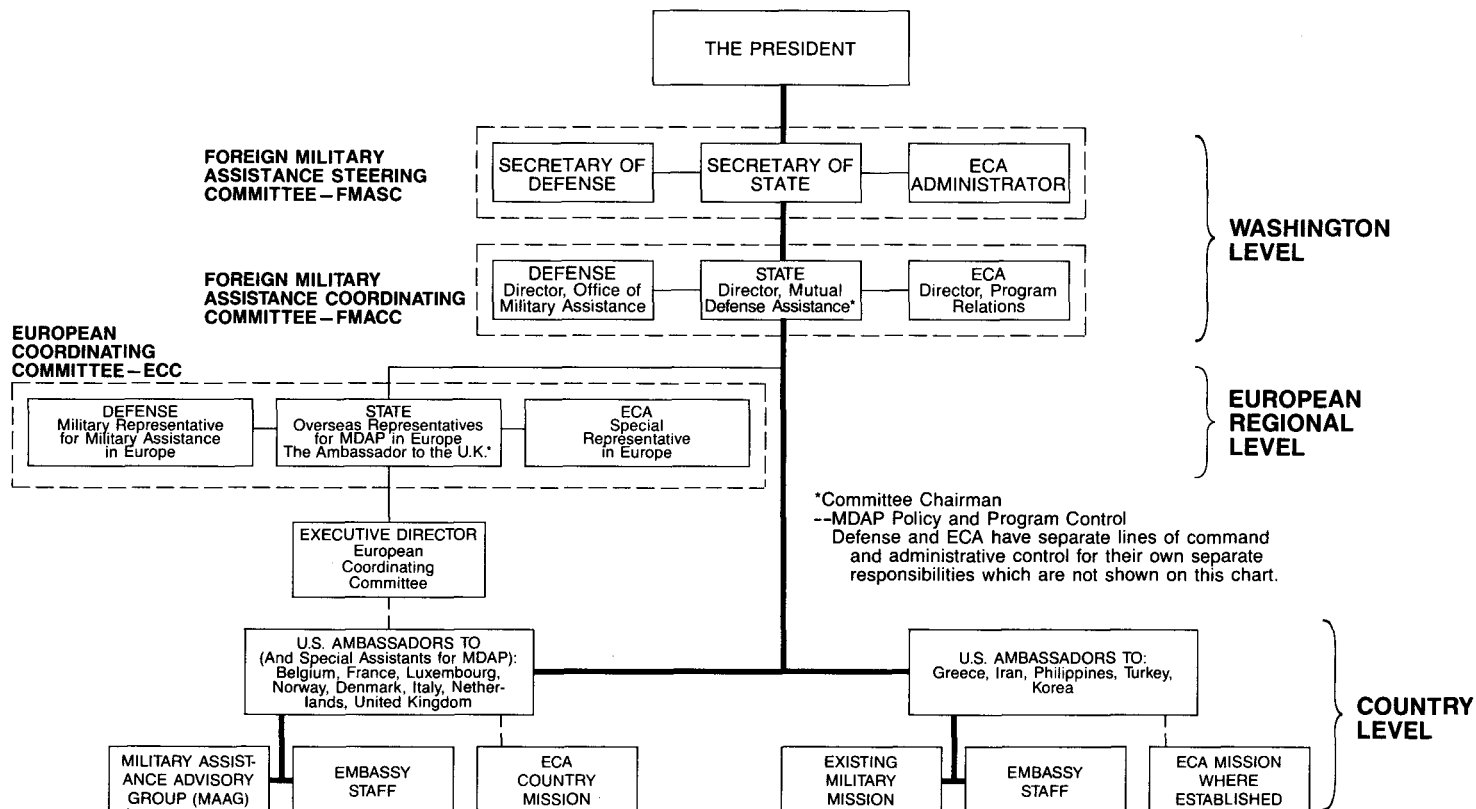 THE PRESIDENT
FOREIGN MILITARY
ASSISTANCE STEERING
COMMITTEE—FMASC
SECRETARY OF
DEFENSE
SECRETARY OF
STATE
ECA
ADMINISTRATOR
WASHINGTON
LEVEL
FOREIGN MILITARY
ASSISTANCE COORDINATING
COMMITTEE—FMACC
DEFENSE
Director, Office of
Military Assistance
STATE
Director, Mutual
Defense Assistance*
ECA
Director, Program
Relations
EUROPEAN
COORDINATING
COMMITTEE—ECC
DEFENSE
Military Representative
for Military Assistance
in Europe
STATE
Overseas Representatives
for MDAP in Europe
The Ambassador to the U.K.*
ECA
Special
Representative
in Europe
EUROPEAN
REGIONAL
LEVEL
*Committee Chairman
--MDAP Policy and Program Control
Defense and ECA have separate lines of command
and administrative control for their own separate
responsibilities which are not shown on this chart.
EXECUTIVE DIRECTOR
European
Coordinating
Committee
U.S. AMBASSADORS TO
(And Special Assistants for MDAP):
Belgium, France, Luxembourg,
Norway, Denmark, Italy, Nether-
lands, United Kingdom
U.S. AMBASSADORS TO:
Greece, Iran, Philippines, Turkey,
Korea
COUNTRY
LEVEL
MILITARY ASSIST-
ANCE ADVISORY
GROUP (MAAG)
EMBASSY
STAFF
ECA
COUNTRY
MISSION
EXISTING
MILITARY
MISSION
EMBASSY
STAFF
ECA MISSION
WHERE
ESTABLISHED